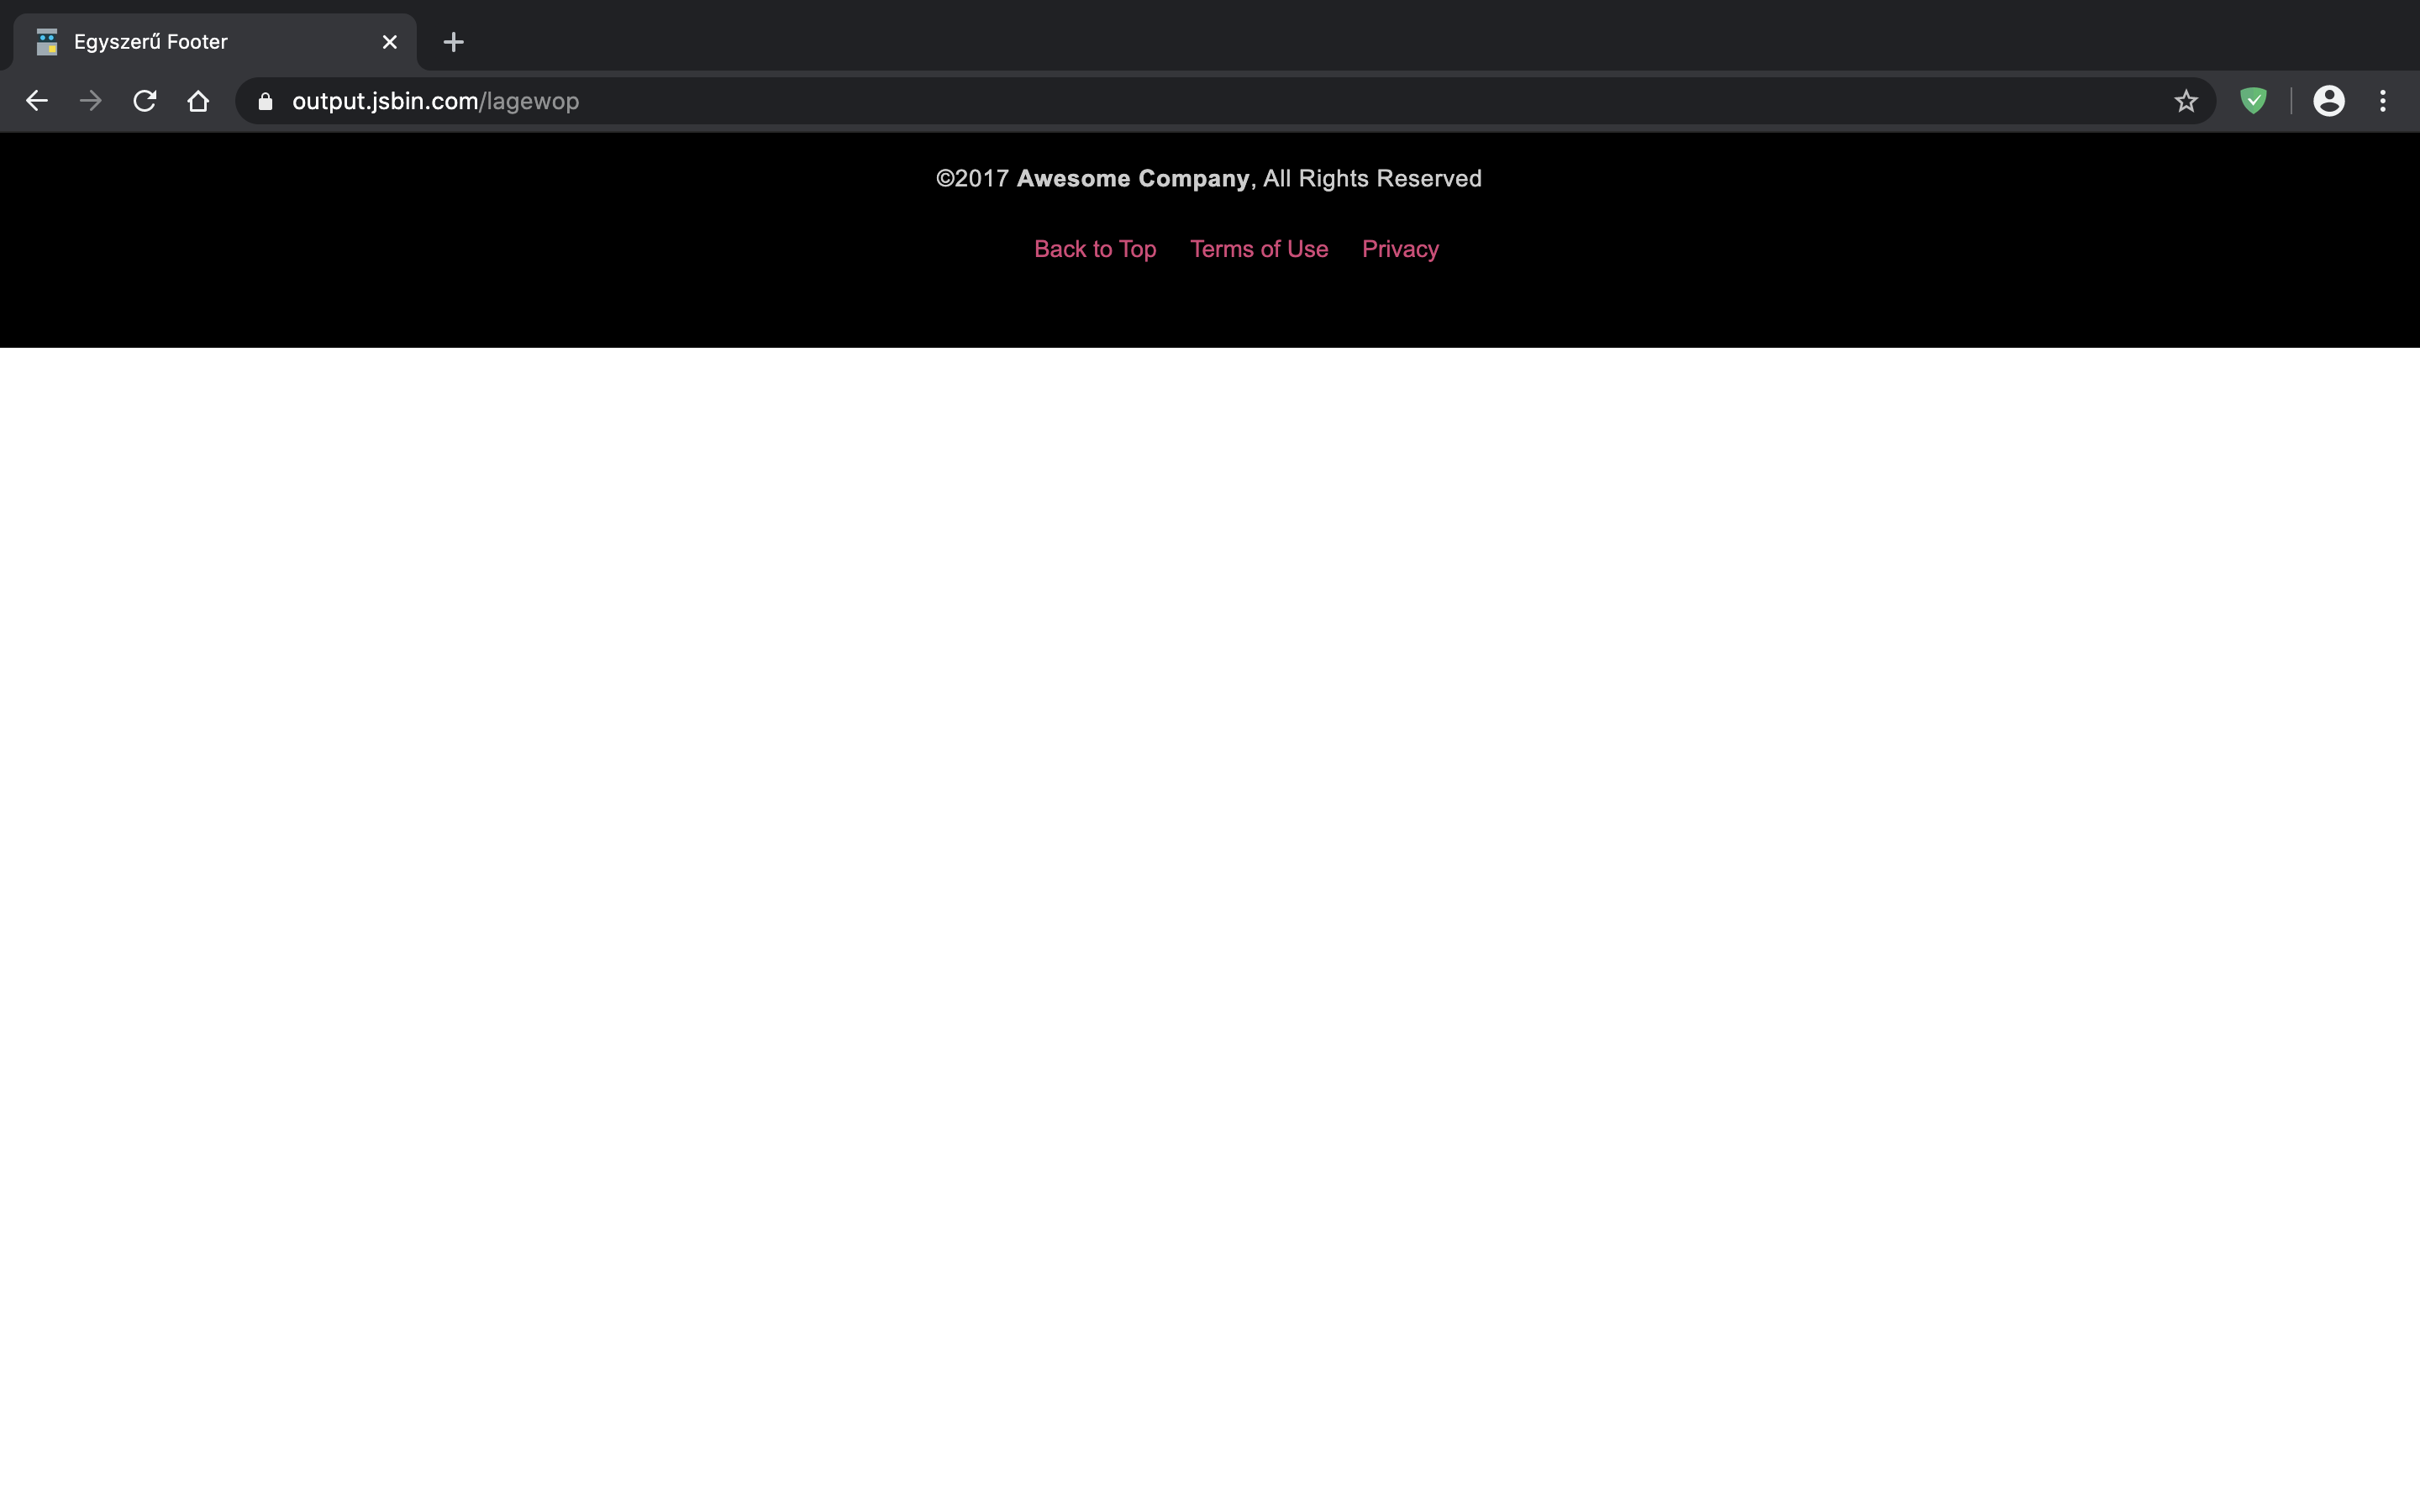 Egyszerű Footer
output.jsbin.com/lagewop
©2017 Awesome Company, All Rights Reserved
Back to Top Terms of Use Privacy